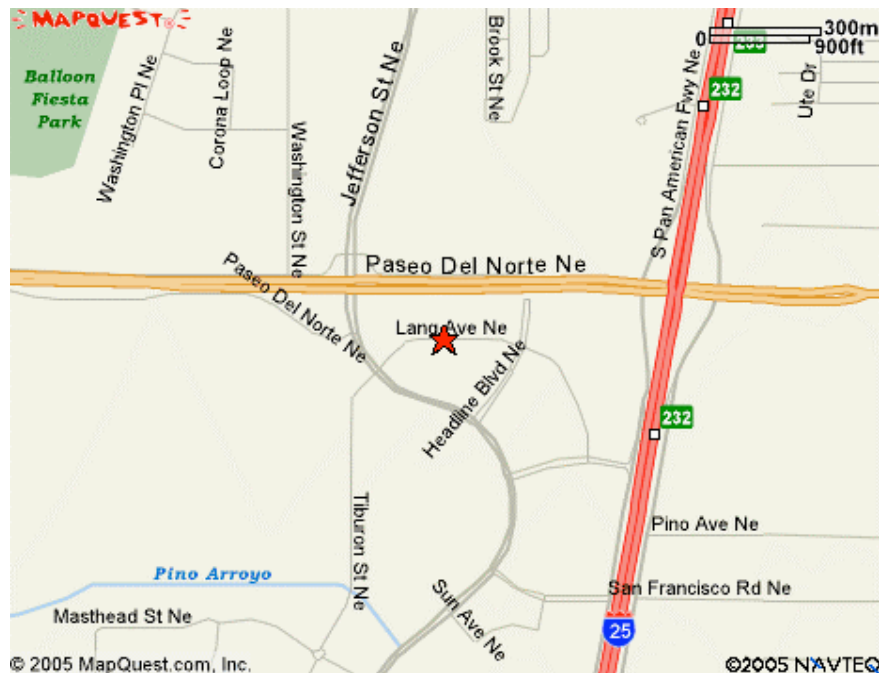 MAPQUEST
300m
0
900ft
Balloon
Fiesta
Park
Washington Pl Ne
Corona Loop Ne
Washington St Ne
Jefferson St Ne
Brook St Ne
S Pan American Fwy Ne
233
232
Ute Dr
Paseo Del Norte Ne
Paseo Del Norte Ne
Lang Ave Ne
Headline Blvd Ne
232
Tiburon St Ne
Pino Ave Ne
Pino Arroyo
Sun Ave Ne
San Francisco Rd Ne
Masthead St Ne
25
© 2005 MapQuest.com, Inc.
©2005 NAVTEQ